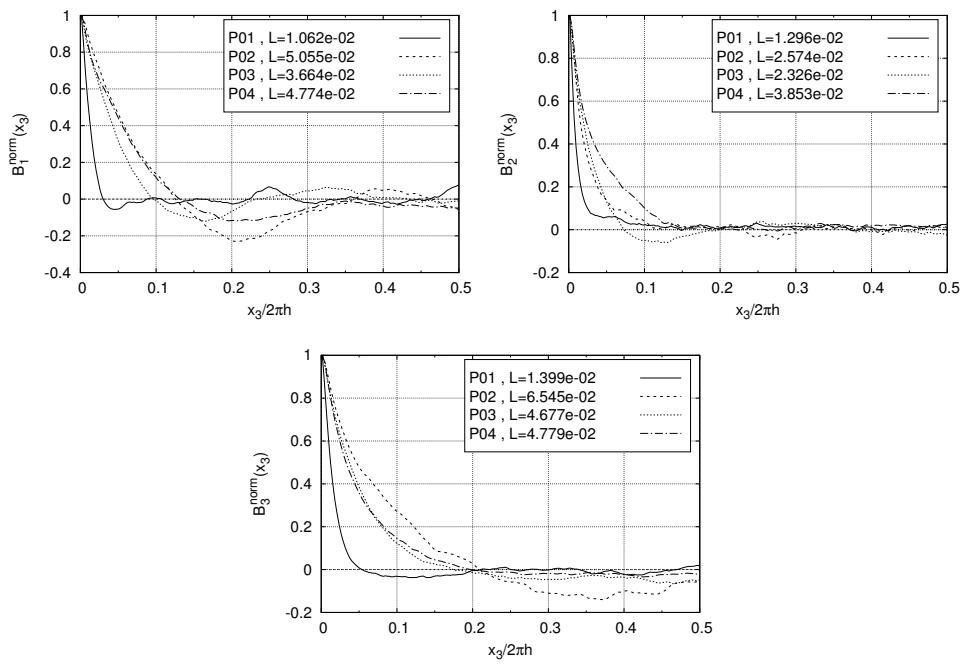 1
0.8
0.6
0.4
0.2
0
-0.2
-0.4
0 0.1 0.2 0.3 0.4 0.5
B1norm(x3)
x3/2πh
P01 , L=1.062e-02
P02 , L=5.055e-02
P03 , L=3.664e-02
P04 , L=4.774e-02
1
0.8
0.6
0.4
0.2
0
-0.2
0 0.1 0.2 0.3 0.4 0.5
B2norm(x3)
x3/2πh
P01 , L=1.296e-02
P02 , L=2.574e-02
P03 , L=2.326e-02
P04 , L=3.853e-02
1
0.8
0.6
0.4
0.2
0
-0.2
0 0.1 0.2 0.3 0.4 0.5
B3norm(x3)
x3/2πh
P01 , L=1.399e-02
P02 , L=6.545e-02
P03 , L=4.677e-02
P04 , L=4.779e-02